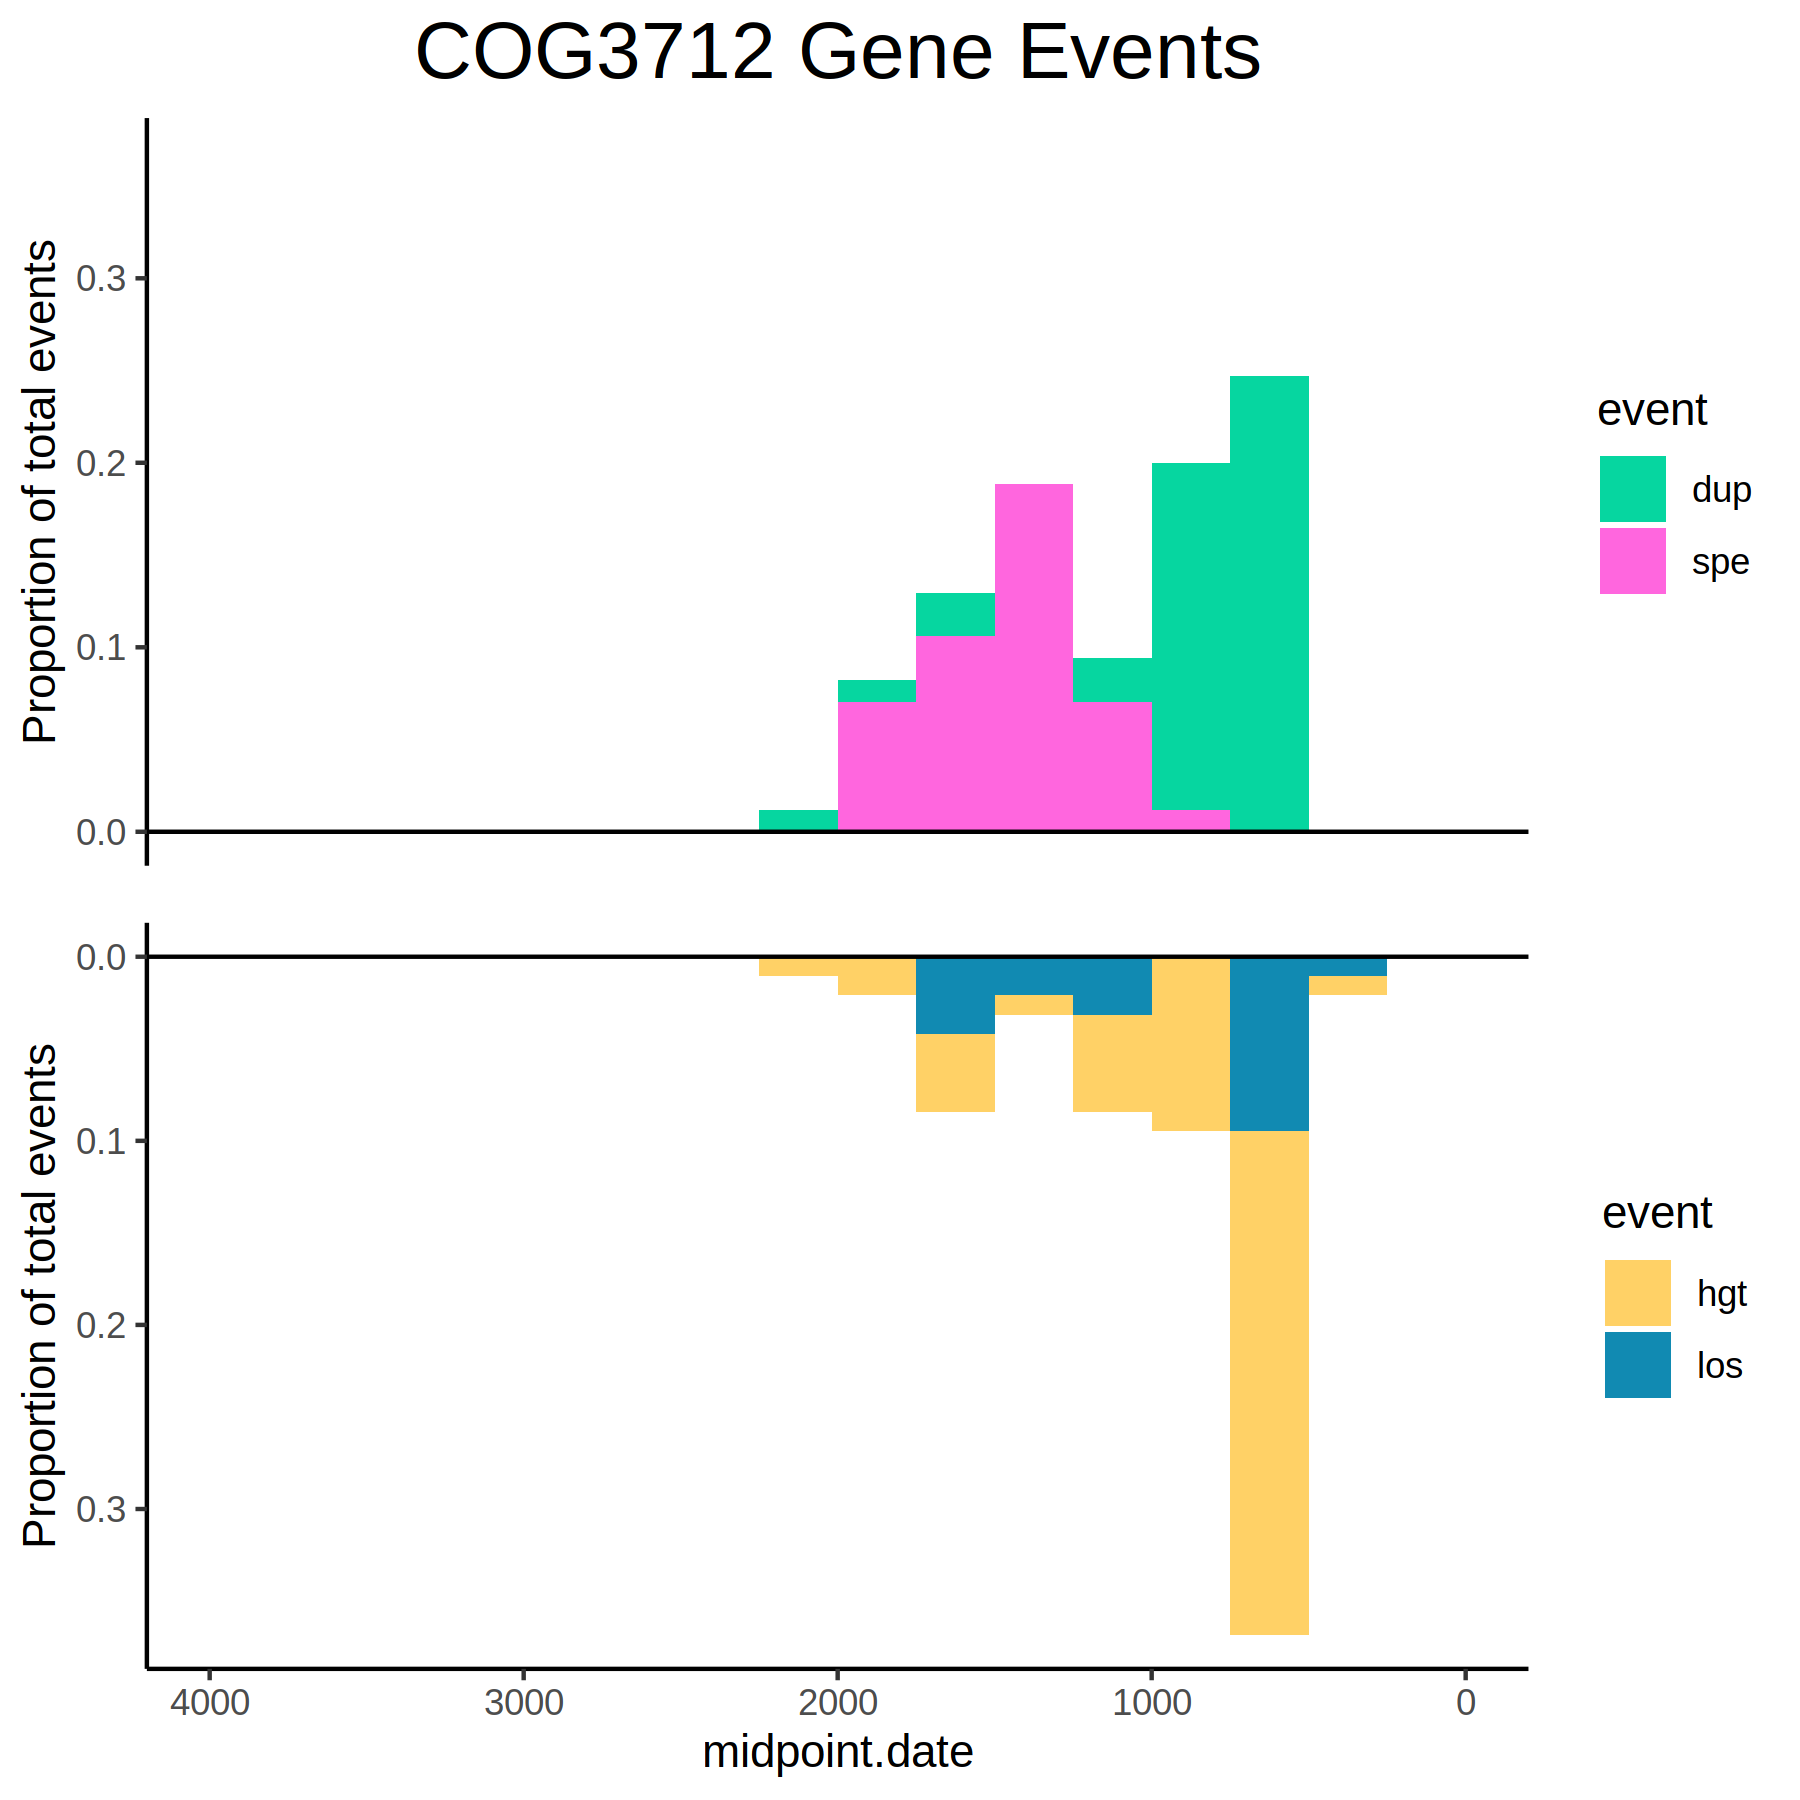 COG3712 Gene Events
Proportion of total events
0.3
0.2
0.1
0.0
event
dup
spe
Proportion of total events
0.0
0.1
0.2
0.3
event
hgt
los
4000 3000 2000 1000 0
midpoint.date